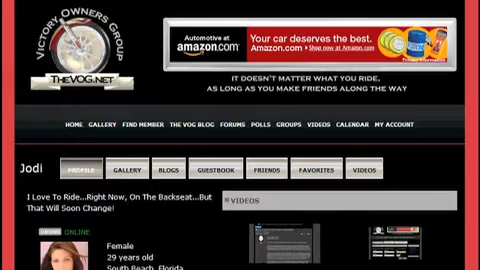 VICTORY OWNERS GROUP
THEVOG.NET
Automotive at
amazon.com
Your car deserves the best.
Amazon.com ▸ Shop now at Amazon.com
Privacy Information
IT DOESN'T MATTER WHAT YOU RIDE,
AS LONG AS YOU MAKE FRIENDS ALONG THE WAY
HOME GALLERY FIND MEMBER THE VOG BLOG FORUMS POLLS GROUPS VIDEOS CALENDAR MY ACCOUNT
Jodi
PROFILE GALLERY BLOGS GUESTBOOK FRIENDS FAVORITES VIDEOS
I Love To Ride...Right Now, On The Backseat...But
That Will Soon Change!
VIDEOS
ONLINE
Female
29 years old
South Beach, Florida